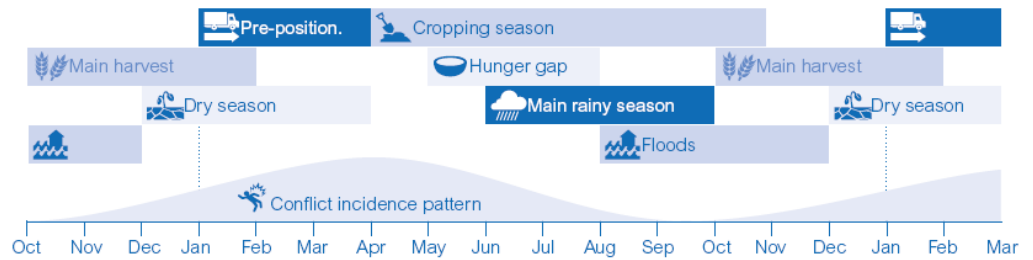 Pre-position.
Cropping season
Main harvest
Hunger gap
Main harvest
Dry season
Main rainy season
Dry season
Floods
Conflict incidence pattern
Oct Nov Dec Jan Feb Mar Apr May Jun Jul Aug Sep Oct Nov Dec Jan Feb Mar